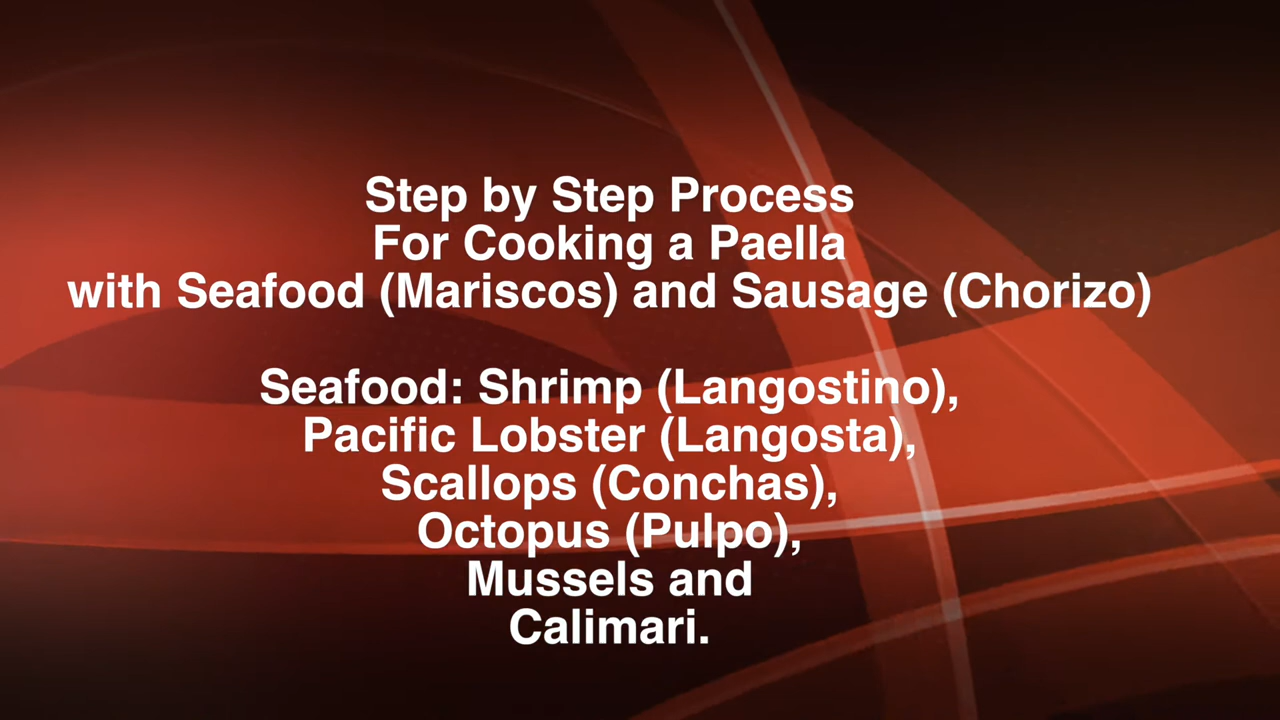 Step by Step Process
For Cooking a Paella
with Seafood (Mariscos) and Sausage (Chorizo)
Seafood: Shrimp (Langostino),
Pacific Lobster (Langosta),
Scallops (Conchas),
Octopus (Pulpo),
Mussels and
Calimari.